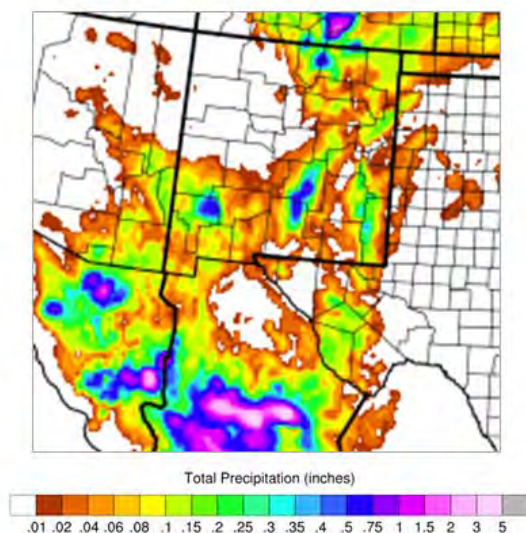 Total Precipitation (inches)
.01 .02 .04 .06 .08 .1 .15 .2 .25 .3 .35 .4 .5 .75 1 1.5 2 3 5